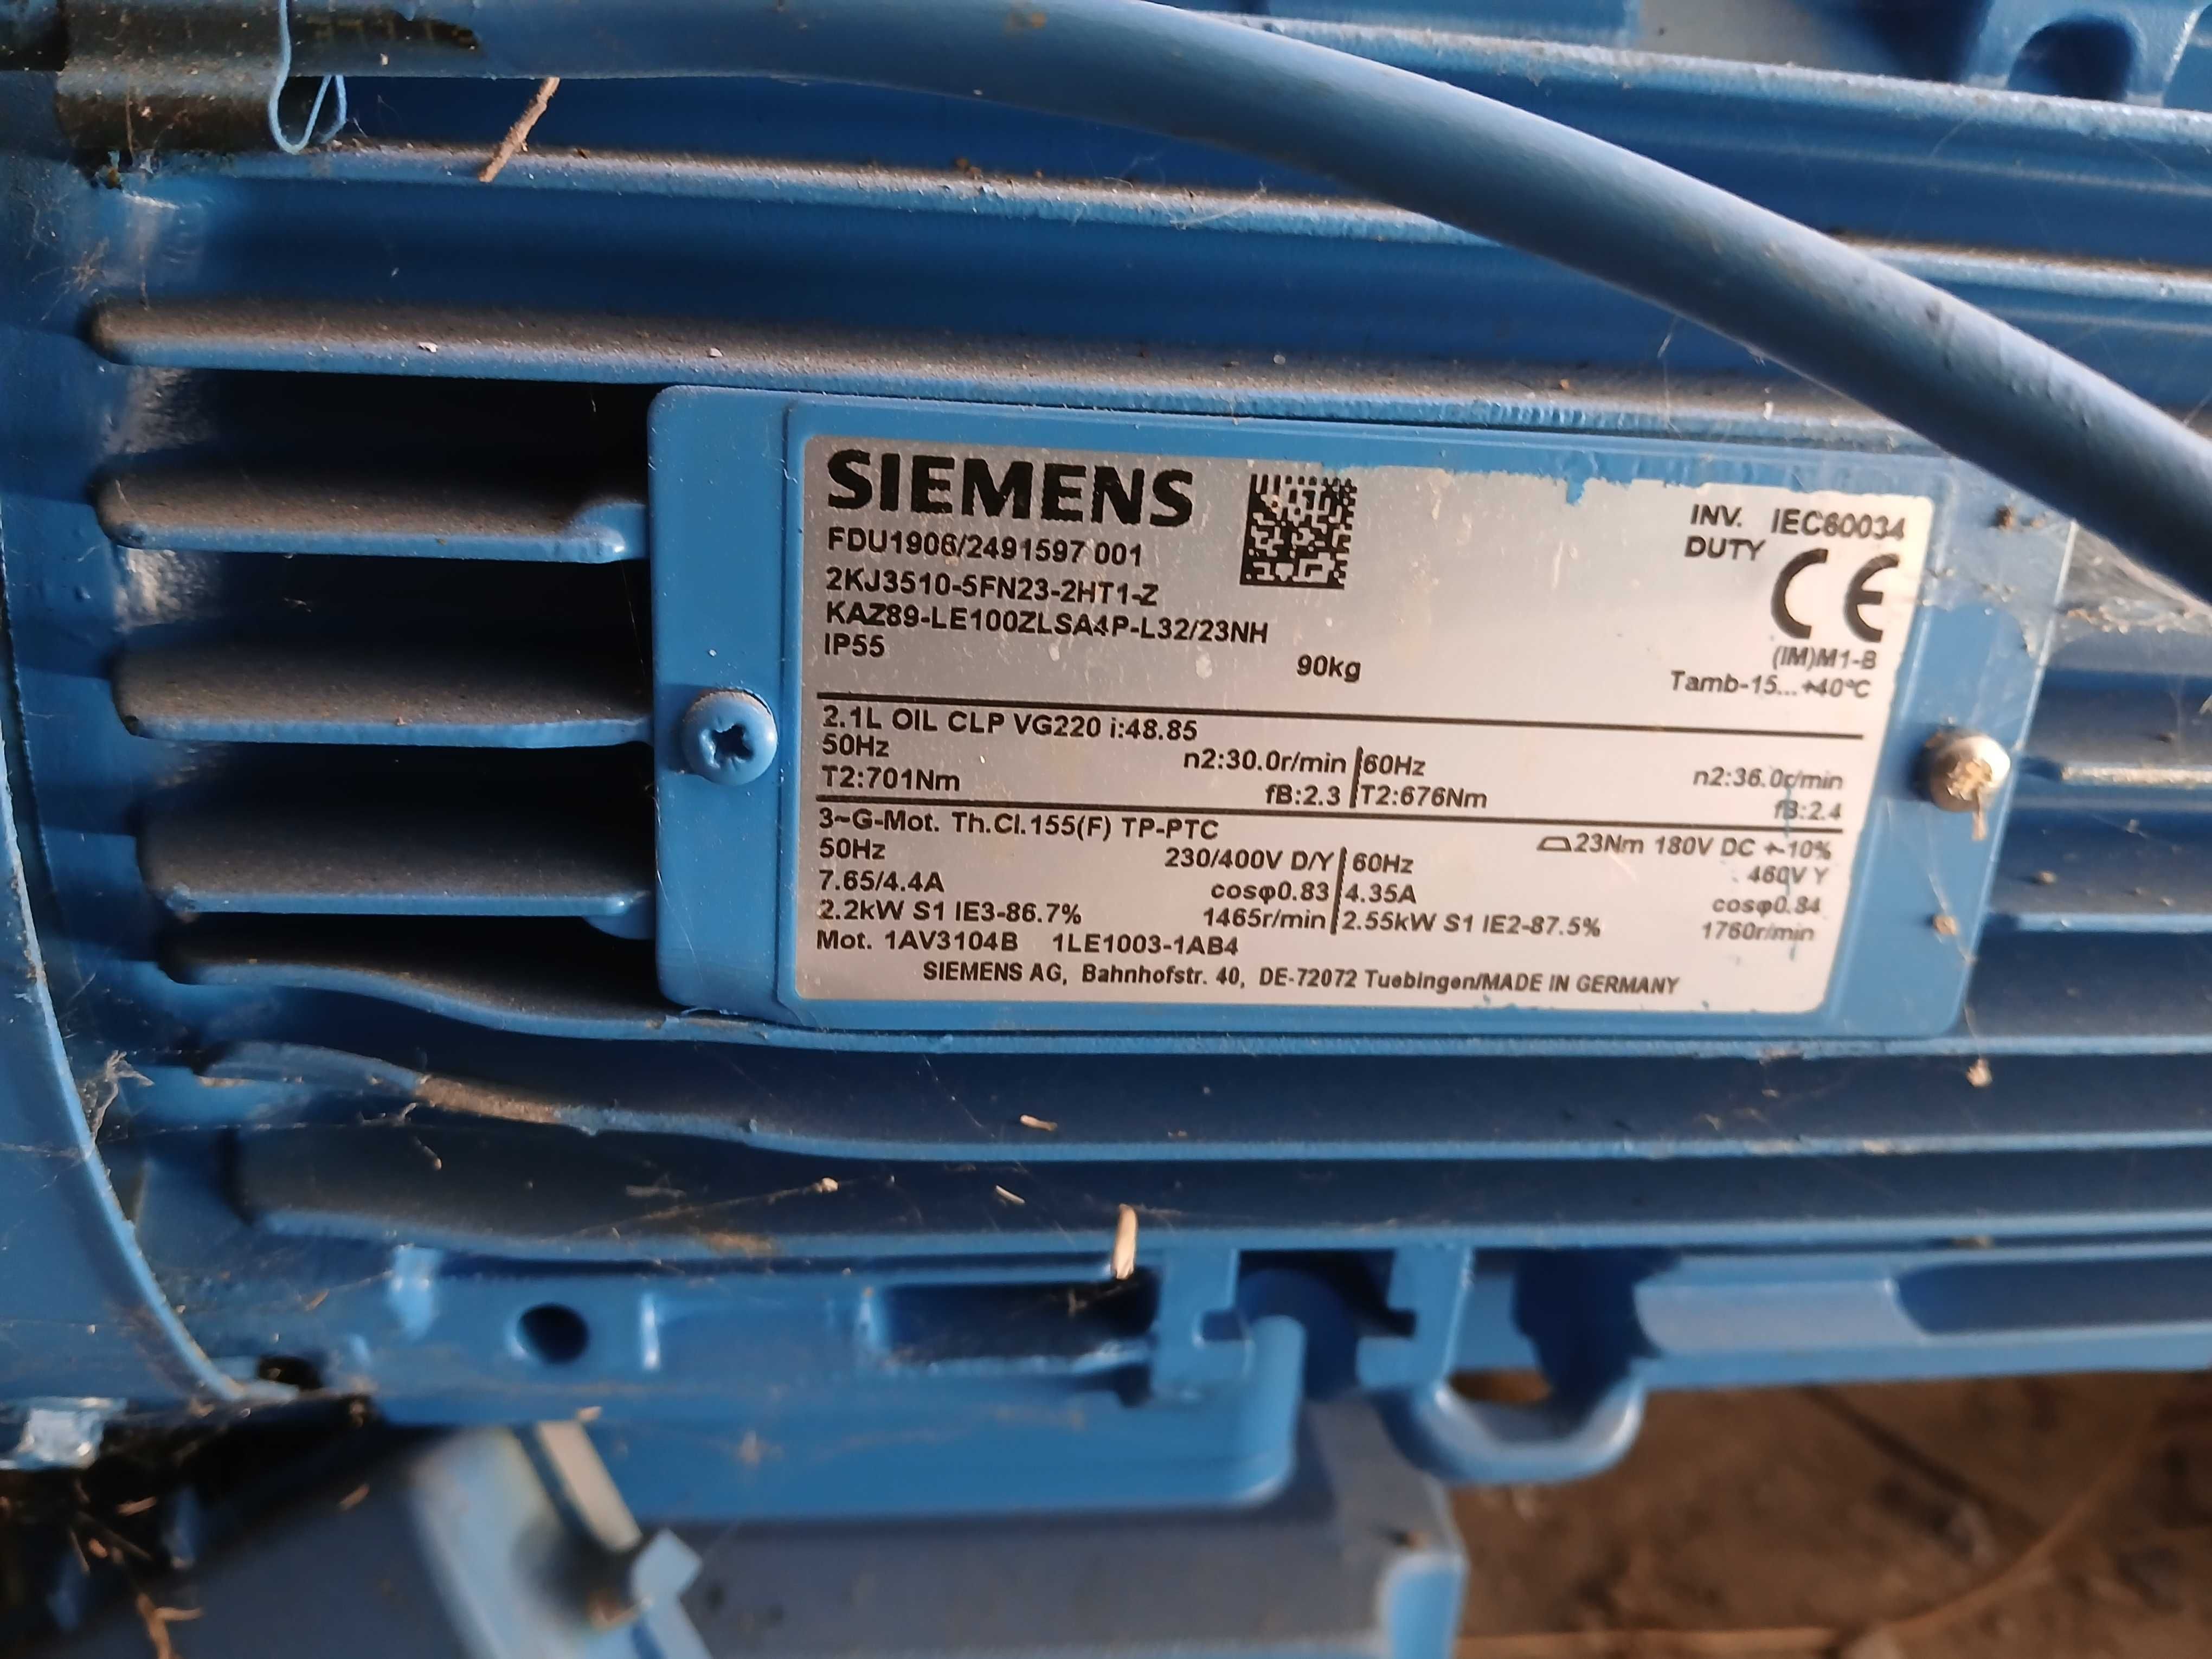 SIEMENS
INV. IEC60034
DUTY
CE
FDU1906/2491597 001
2KJ3510-5FN23-2HT1-Z
KAZ89-LE100ZLSA4P-L32/23NH
IP55
90kg
(IM)M1-B
Tamb-15...+40°C
2.1L OIL CLP VG220 i:48.85
50Hz n2:30.0r/min 60Hz n2:36.0r/min
T2:701Nm fB:2.3 T2:676Nm fB:2.4
3~G-Mot. Th.Cl.155(F) TP-PTC 23Nm 180V DC +-10%
50Hz 230/400V D/Y 60Hz 460V Y
7.65/4.4A cosφ0.83 4.35A cosφ0.84
2.2kW S1 IE3-86.7% 1465r/min 2.55kW S1 IE2-87.5% 1760r/min
Mot. 1AV3104B 1LE1003-1AB4
SIEMENS AG, Bahnhofstr. 40, DE-72072 Tuebingen/MADE IN GERMANY